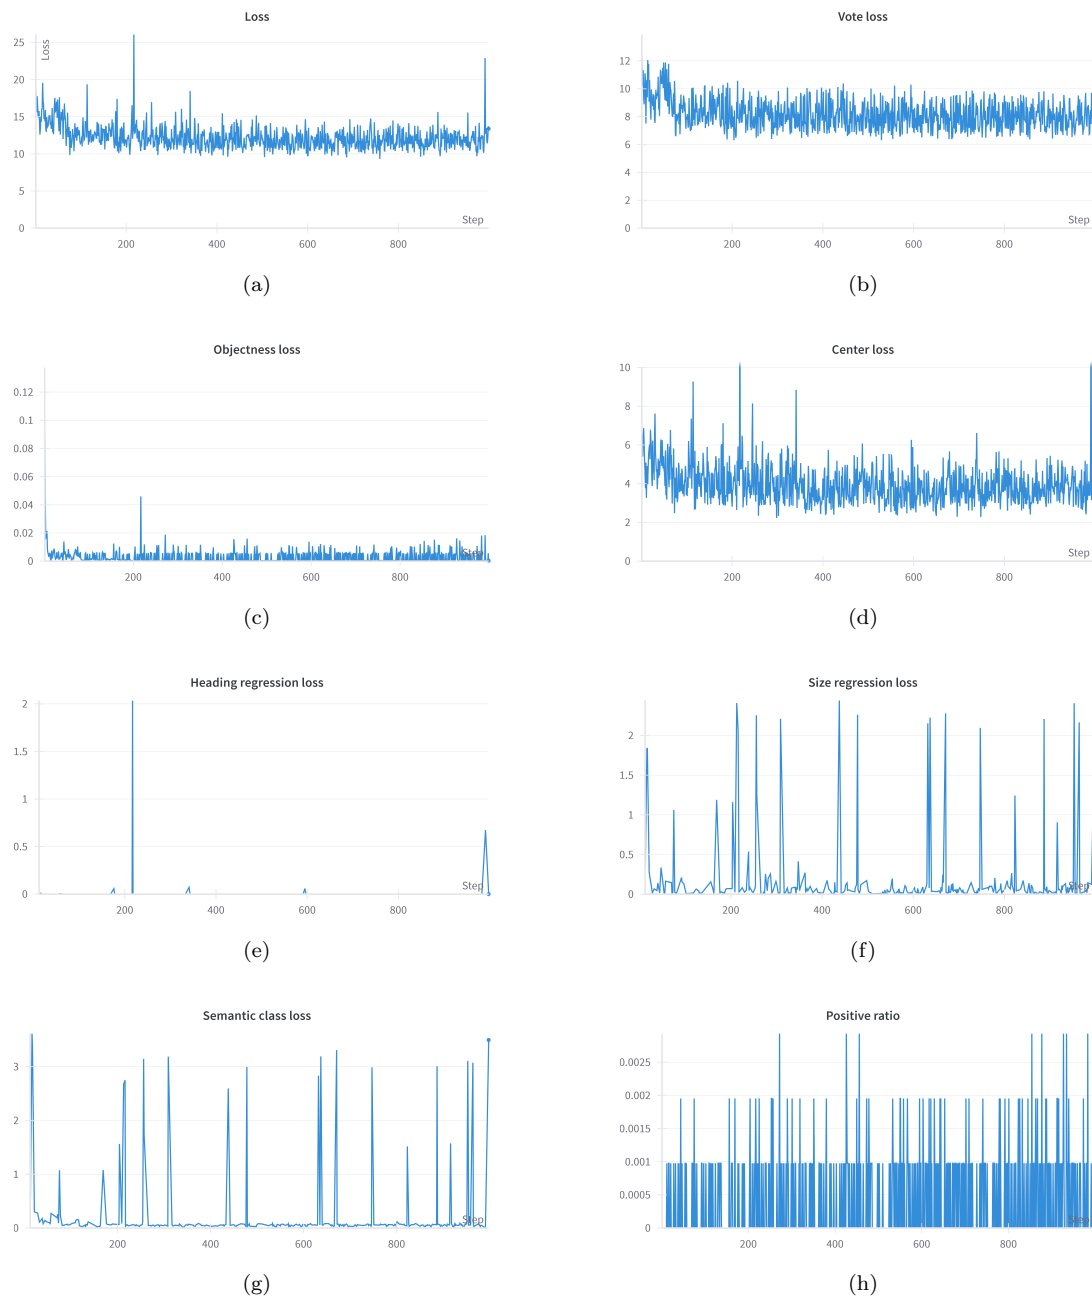 Loss
25
20
15
10
5
0
Loss
Step
200 400 600 800
(a)
Vote loss
12
10
8
6
4
2
0
Step
200 400 600 800
(b)
Objectness loss
0.12
0.1
0.08
0.06
0.04
0.02
0
Step
200 400 600 800
(c)
Center loss
10
8
6
4
2
0
Step
200 400 600 800
(d)
Heading regression loss
2
1.5
1
0.5
0
Step
200 400 600 800
(e)
Size regression loss
2
1.5
1
0.5
0
Step
200 400 600 800
(f)
Semantic class loss
3
2
1
0
Step
200 400 600 800
(g)
Positive ratio
0.0025
0.002
0.0015
0.001
0.0005
0
Step
200 400 600 800
(h)